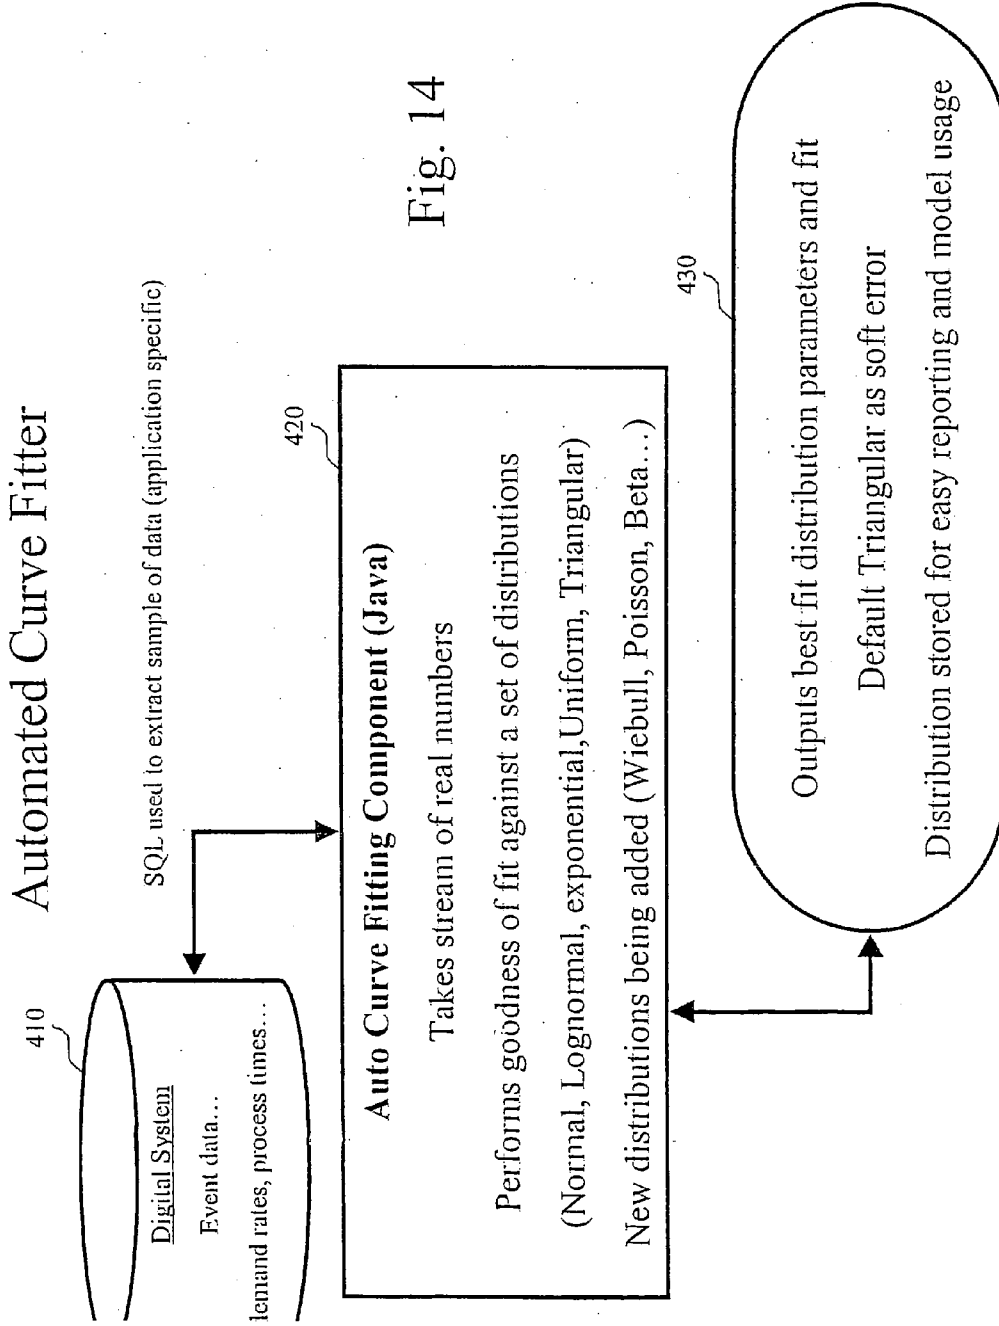 Automated Curve Fitter
410
Digital System
Event data...
rates, process times...
SQL used to extract sample of data (application specific)
420
Auto Curve Fitting Component (Java)
Takes stream of real numbers
Performs goodness of fit against a set of distributions
(Normal, Lognormal, exponential,Uniform, Triangular)
New distributions being added (Wiebull, Poisson, Beta...)
Fig. 14
430
Outputs best fit distribution parameters and fit
Default Triangular as soft error
Distribution stored for easy reporting and model usage